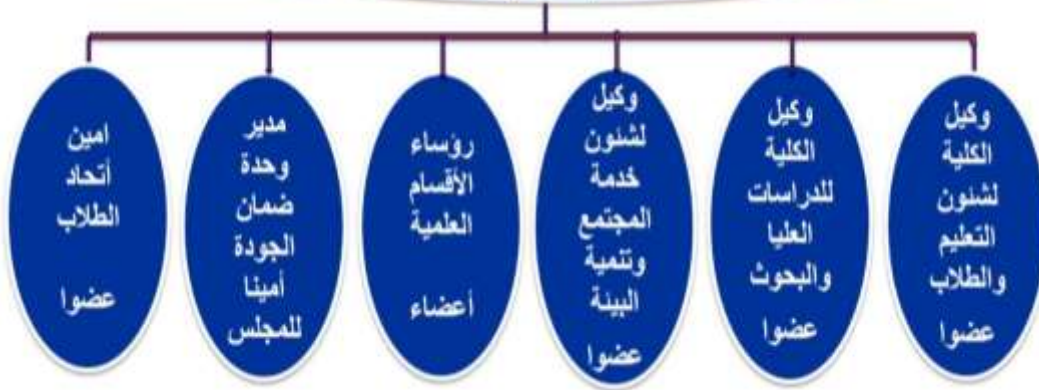 وكيل
الكلية
لشئون
التعليم
والطلاب
عضوا
وكيل
الكلية
للدراسات
العليا
والبحوث
عضوا
وكيل
لشئون
خدمة
المجتمع
وتنمية
البيئة
عضوا
رؤساء
الأقسام
العلمية
أعضاء
مدير
وحدة
ضمان
الجودة
أمينا
للمجلس
امين
أتحاد
الطلاب
عضوا